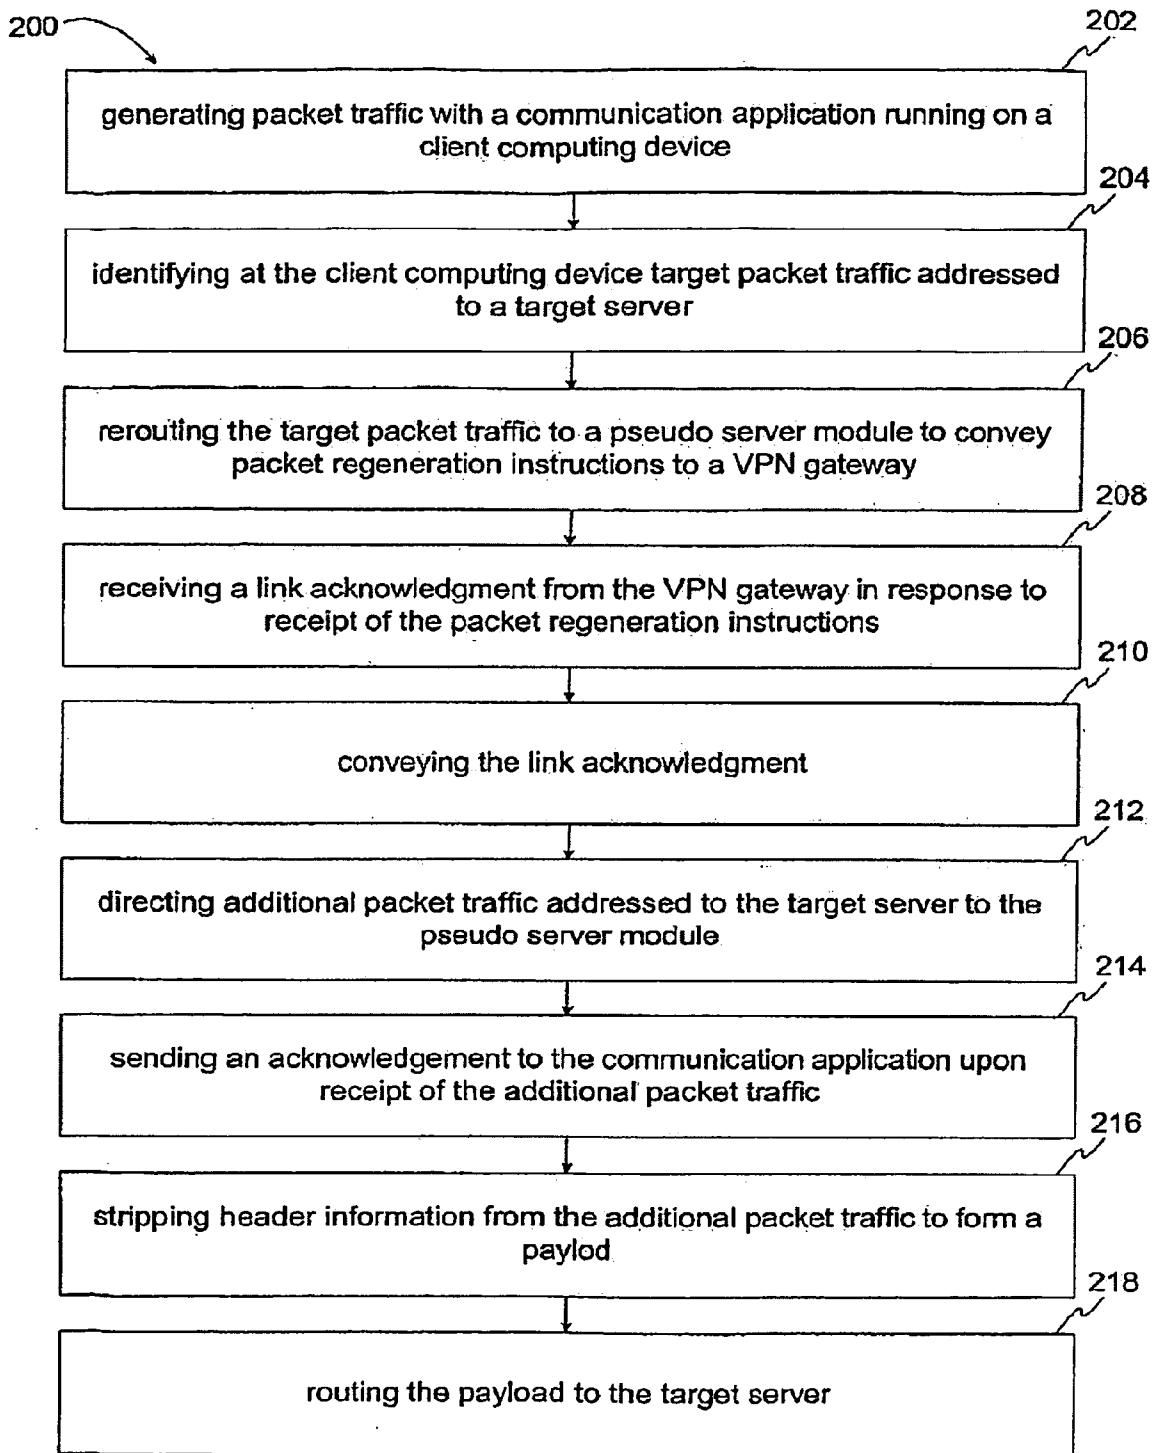 200
202
generating packet traffic with a communication application running on a
client computing device
204
identifying at the client computing device target packet traffic addressed
to a target server
206
rerouting the target packet traffic to a pseudo server module to convey
packet regeneration instructions to a VPN gateway
208
receiving a link acknowledgment from the VPN gateway in response to
receipt of the packet regeneration instructions
210
conveying the link acknowledgment
212
directing additional packet traffic addressed to the target server to the
pseudo server module
214
sending an acknowledgement to the communication application upon
receipt of the additional packet traffic
216
stripping header information from the additional packet traffic to form a
paylod
218
routing the payload to the target server